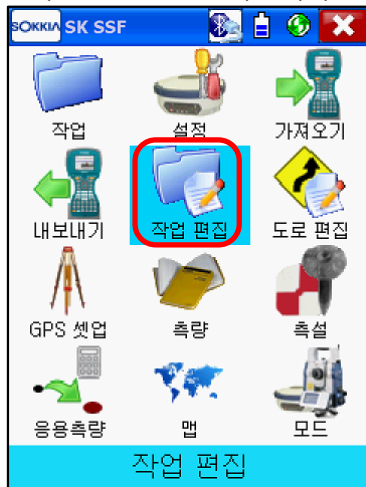 SOKKIA SK SSF
작업 설정 가져오기
내보내기 작업 편집 도로 편집
GPS 셋업 측량 측설
응용측량 맵 모드
작업 편집